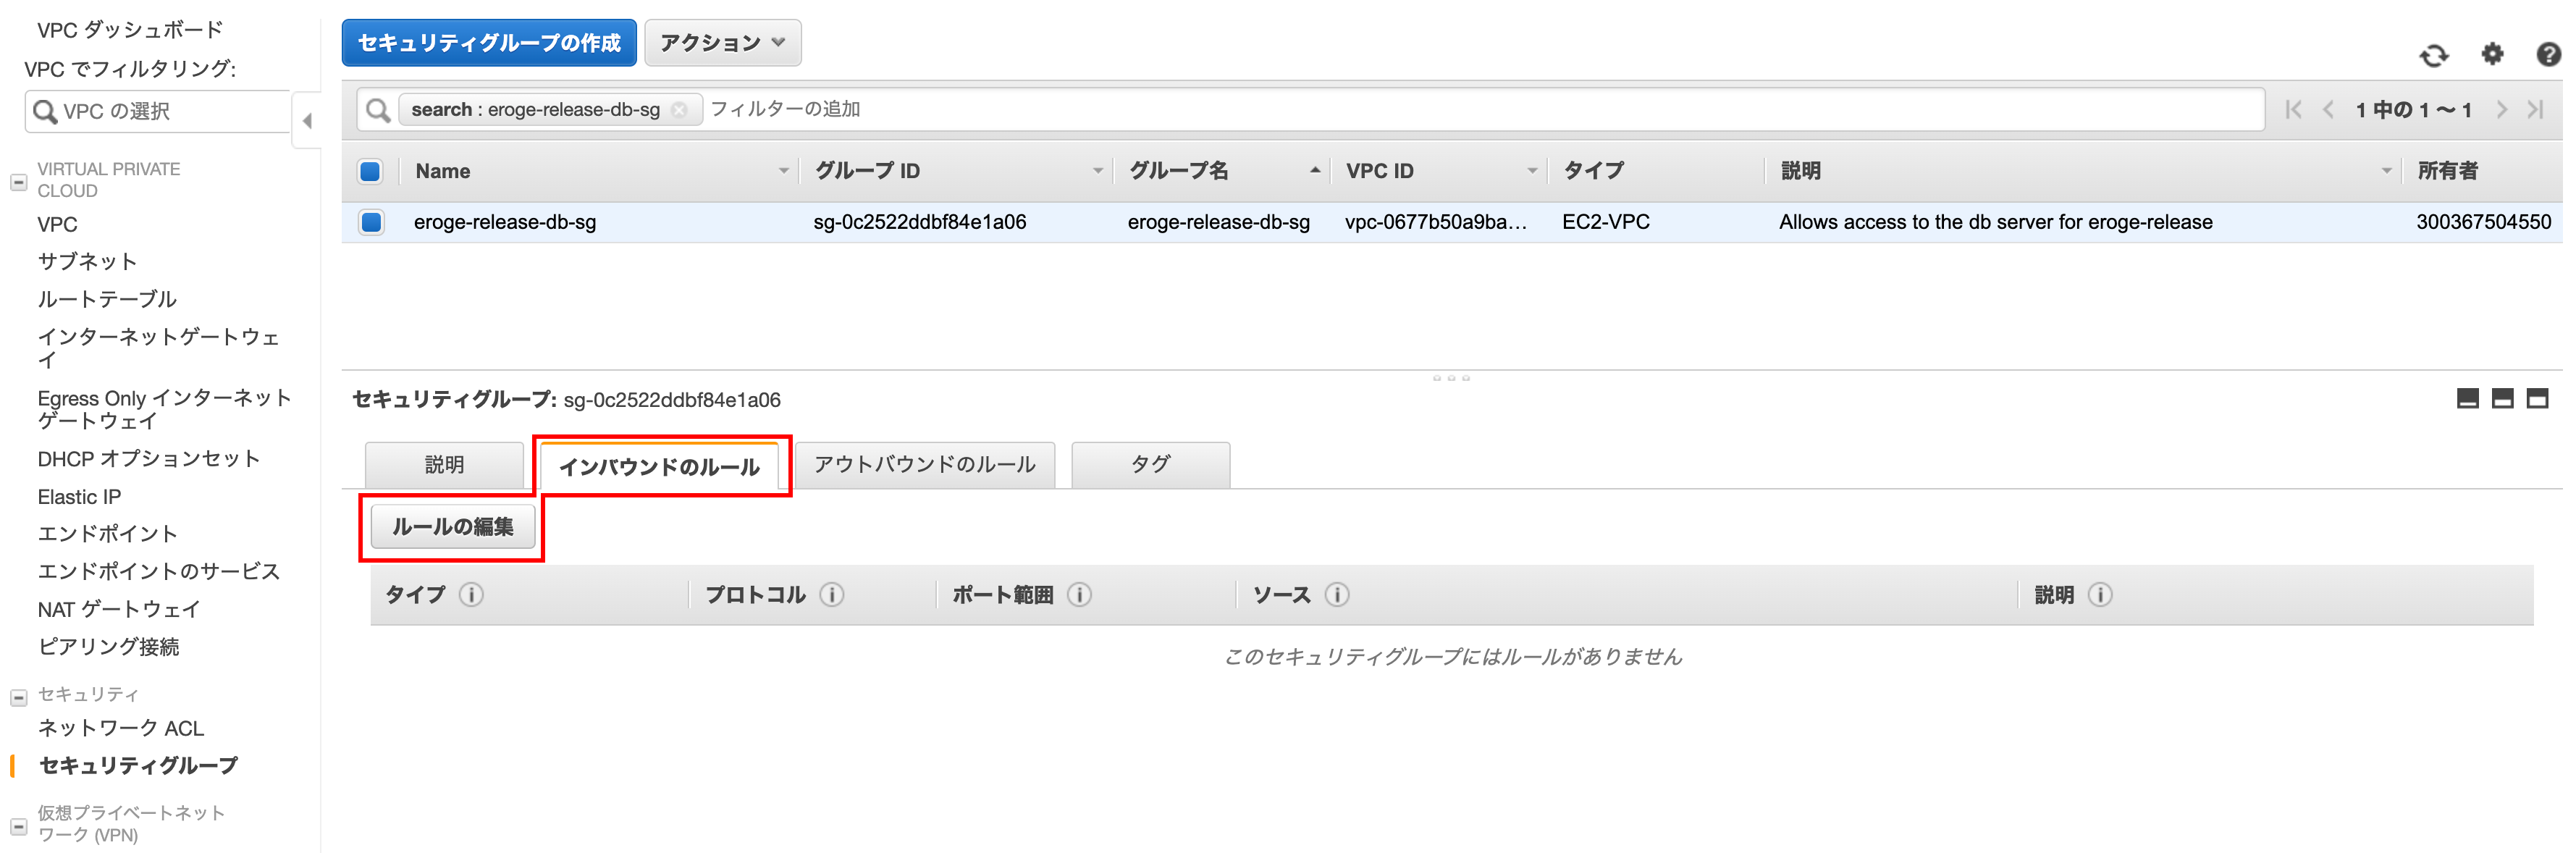 VPC ダッシュボード
VPC でフィルタリング:
VPC の選択
VIRTUAL PRIVATE
CLOUD
VPC
サブネット
ルートテーブル
インターネットゲートウェ
イ
Egress Only インターネット
ゲートウェイ
DHCP オプションセット
Elastic IP
エンドポイント
エンドポイントのサービス
NAT ゲートウェイ
ピアリング接続
セキュリティ
ネットワーク ACL
セキュリティグループ
仮想プライベートネット
ワーク (VPN)
セキュリティグループの作成 アクション
search : eroge-release-db-sg フィルターの追加 1 中の 1 〜 1
Name グループ ID グループ名 VPC ID タイプ 説明 所有者
eroge-release-db-sg sg-0c2522ddbf84e1a06 eroge-release-db-sg vpc-0677b50a9ba… EC2-VPC Allows access to the db server for eroge-release 300367504550
セキュリティグループ: sg-0c2522ddbf84e1a06
説明 インバウンドのルール アウトバウンドのルール タグ
ルールの編集
タイプ プロトコル ポート範囲 ソース 説明
このセキュリティグループにはルールがありません